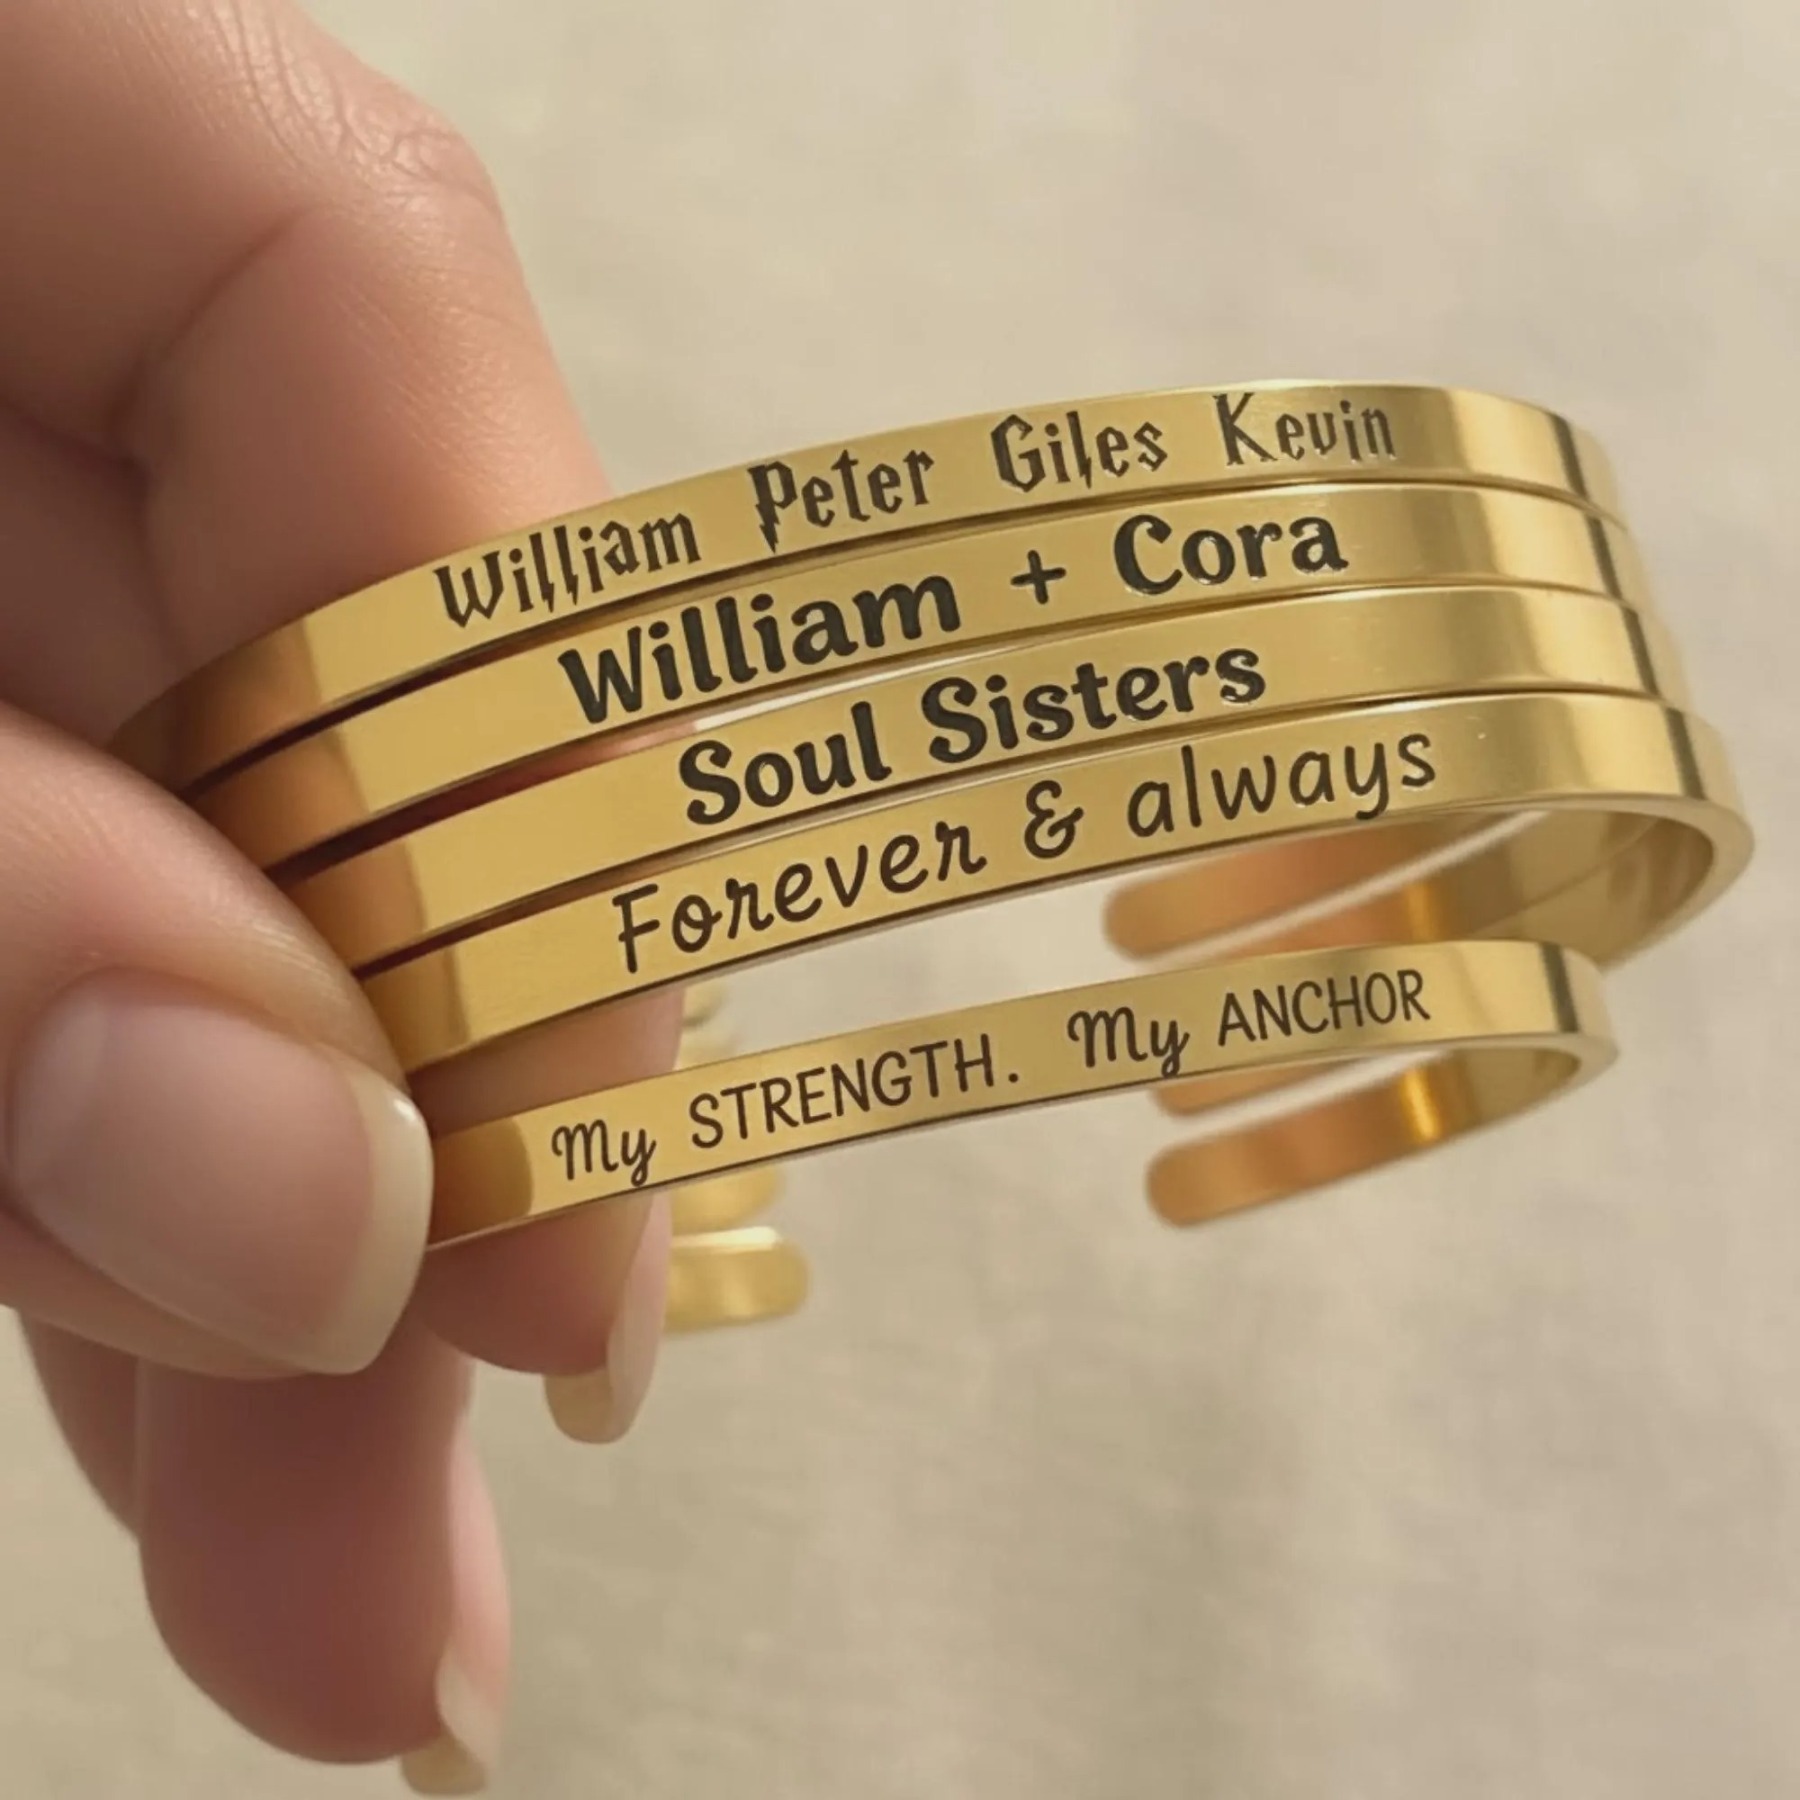 William Peter Giles Kevin
William + Cora
Soul Sisters
Forever & always
My STRENGTH. My ANCHOR